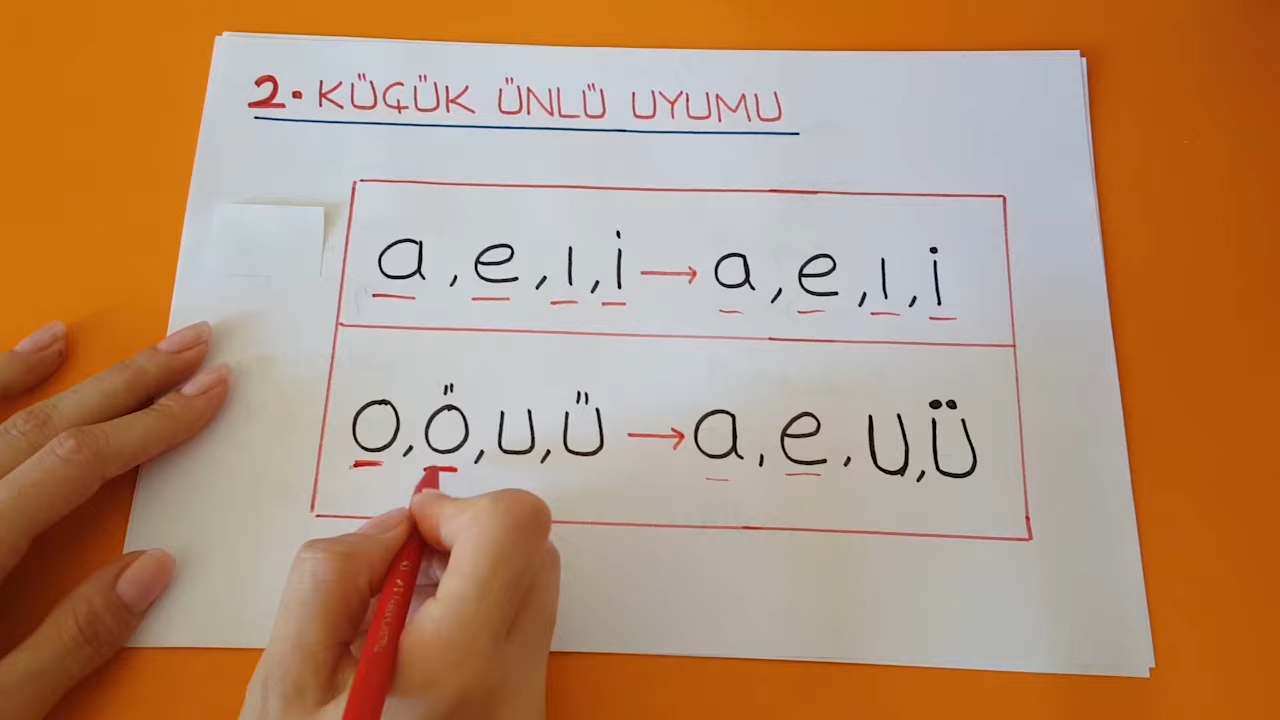 2. KÜÇÜK ÜNLÜ UYUMU
a, e, ı, i → a, e, ı, i
o, ö, u, ü → a, e, u, ü